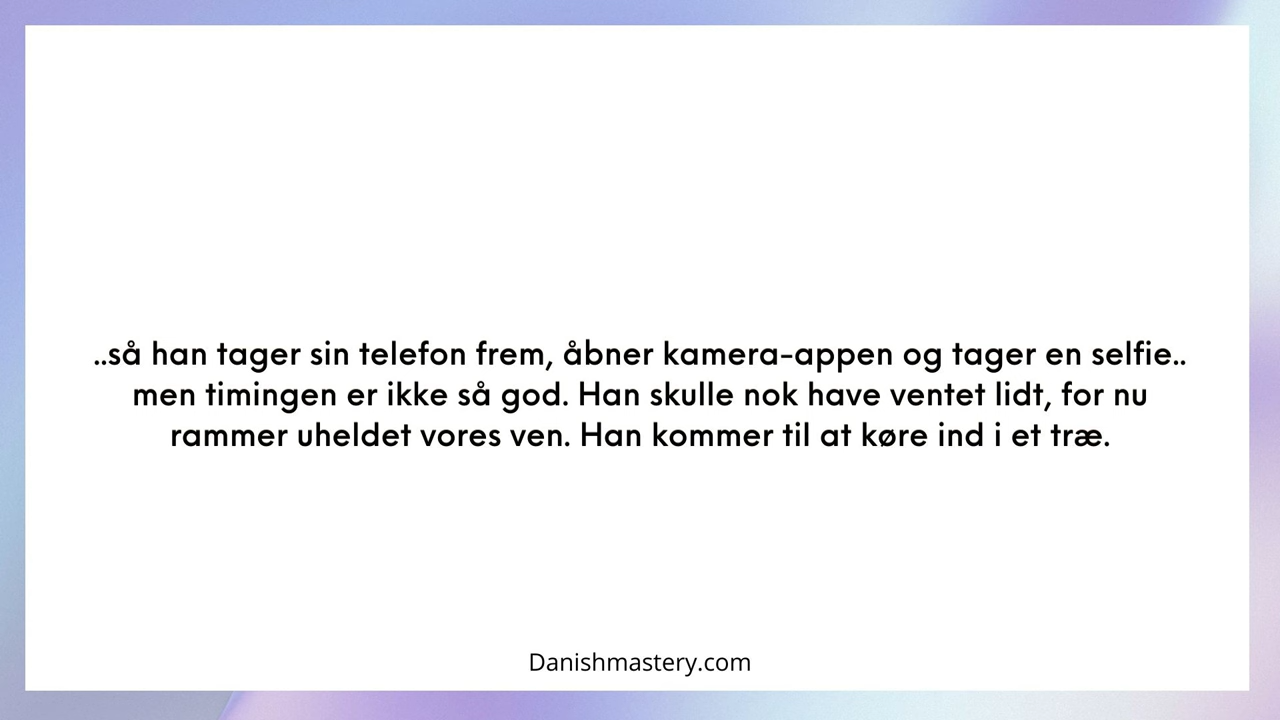 ..så han tager sin telefon frem, åbner kamera-appen og tager en selfie..
men timingen er ikke så god. Han skulle nok have ventet lidt, for nu
rammer uheldet vores ven. Han kommer til at køre ind i et træ.
Danishmastery.com